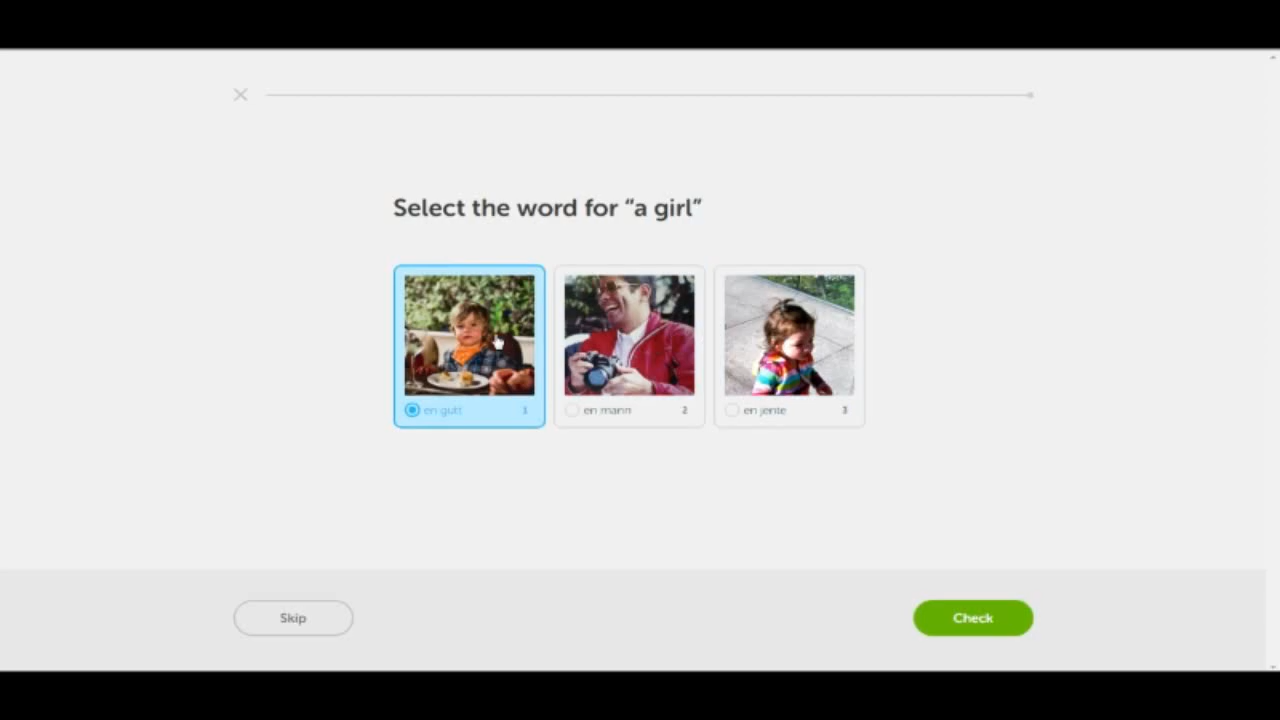 Select the word for “a girl”
en gutt 1
en mann 2
en jente 3
Skip
Check